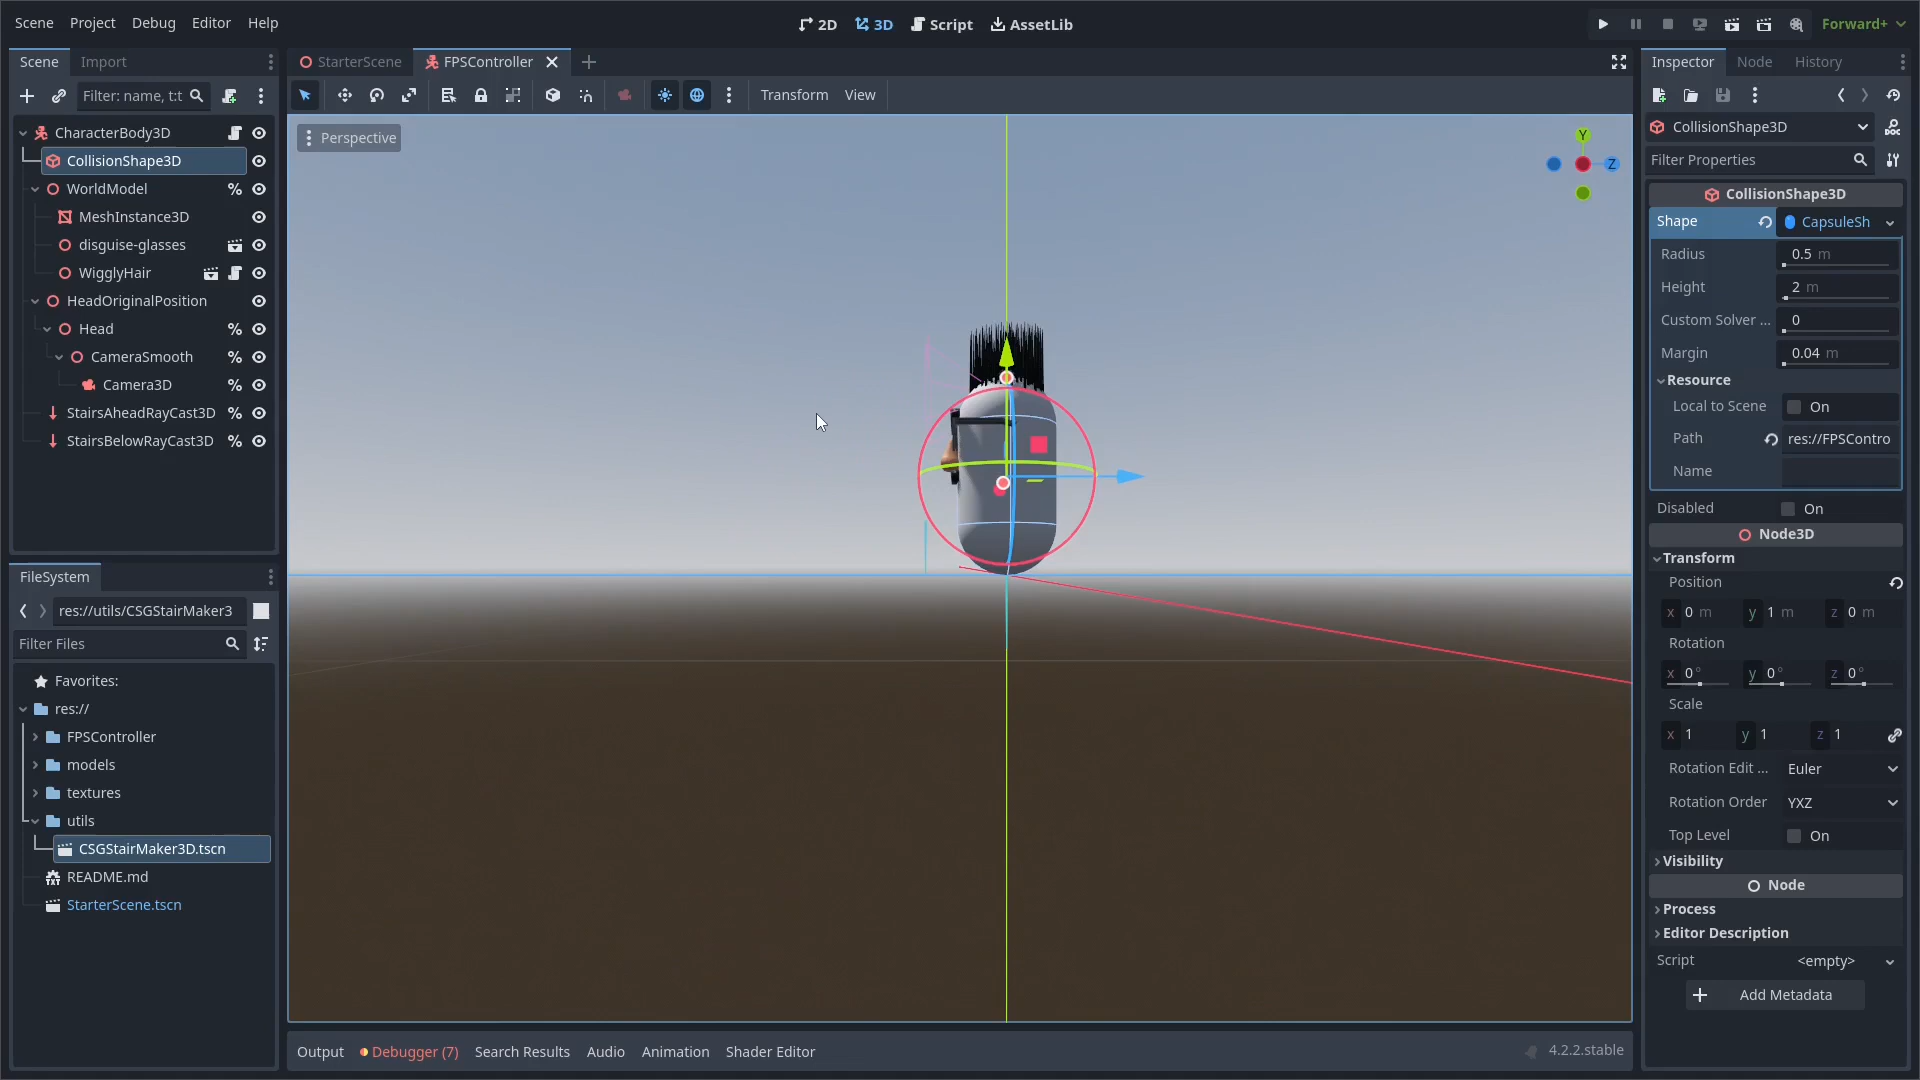 Scene Project Debug Editor Help
2D 3D Script AssetLib
Forward+
Scene Import
Filter: name, t:t
CharacterBody3D
CollisionShape3D
WorldModel
MeshInstance3D
disguise-glasses
WigglyHair
HeadOriginalPosition
Head
CameraSmooth
Camera3D
StairsAheadRayCast3D
StairsBelowRayCast3D
FileSystem
res://utils/CSGStairMaker3
Filter Files
Favorites:
res://
FPSController
models
textures
utils
CSGStairMaker3D.tscn
README.md
StarterScene.tscn
StarterScene FPSController
Transform View
Perspective
Y
Z
Output Debugger (7) Search Results Audio Animation Shader Editor
4.2.2.stable
Inspector Node History
CollisionShape3D
Filter Properties
CollisionShape3D
Shape CapsuleSh
Radius 0.5 m
Height 2 m
Custom Solver ... 0
Margin 0.04 m
Resource
Local to Scene On
Path res://FPSContro
Name
Disabled On
Node3D
Transform
Position
x 0 m y 1 m z 0 m
Rotation
x 0° y 0° z 0°
Scale
x 1 y 1 z 1
Rotation Edit ... Euler
Rotation Order YXZ
Top Level On
Visibility
Node
Process
Editor Description
Script <empty>
Add Metadata